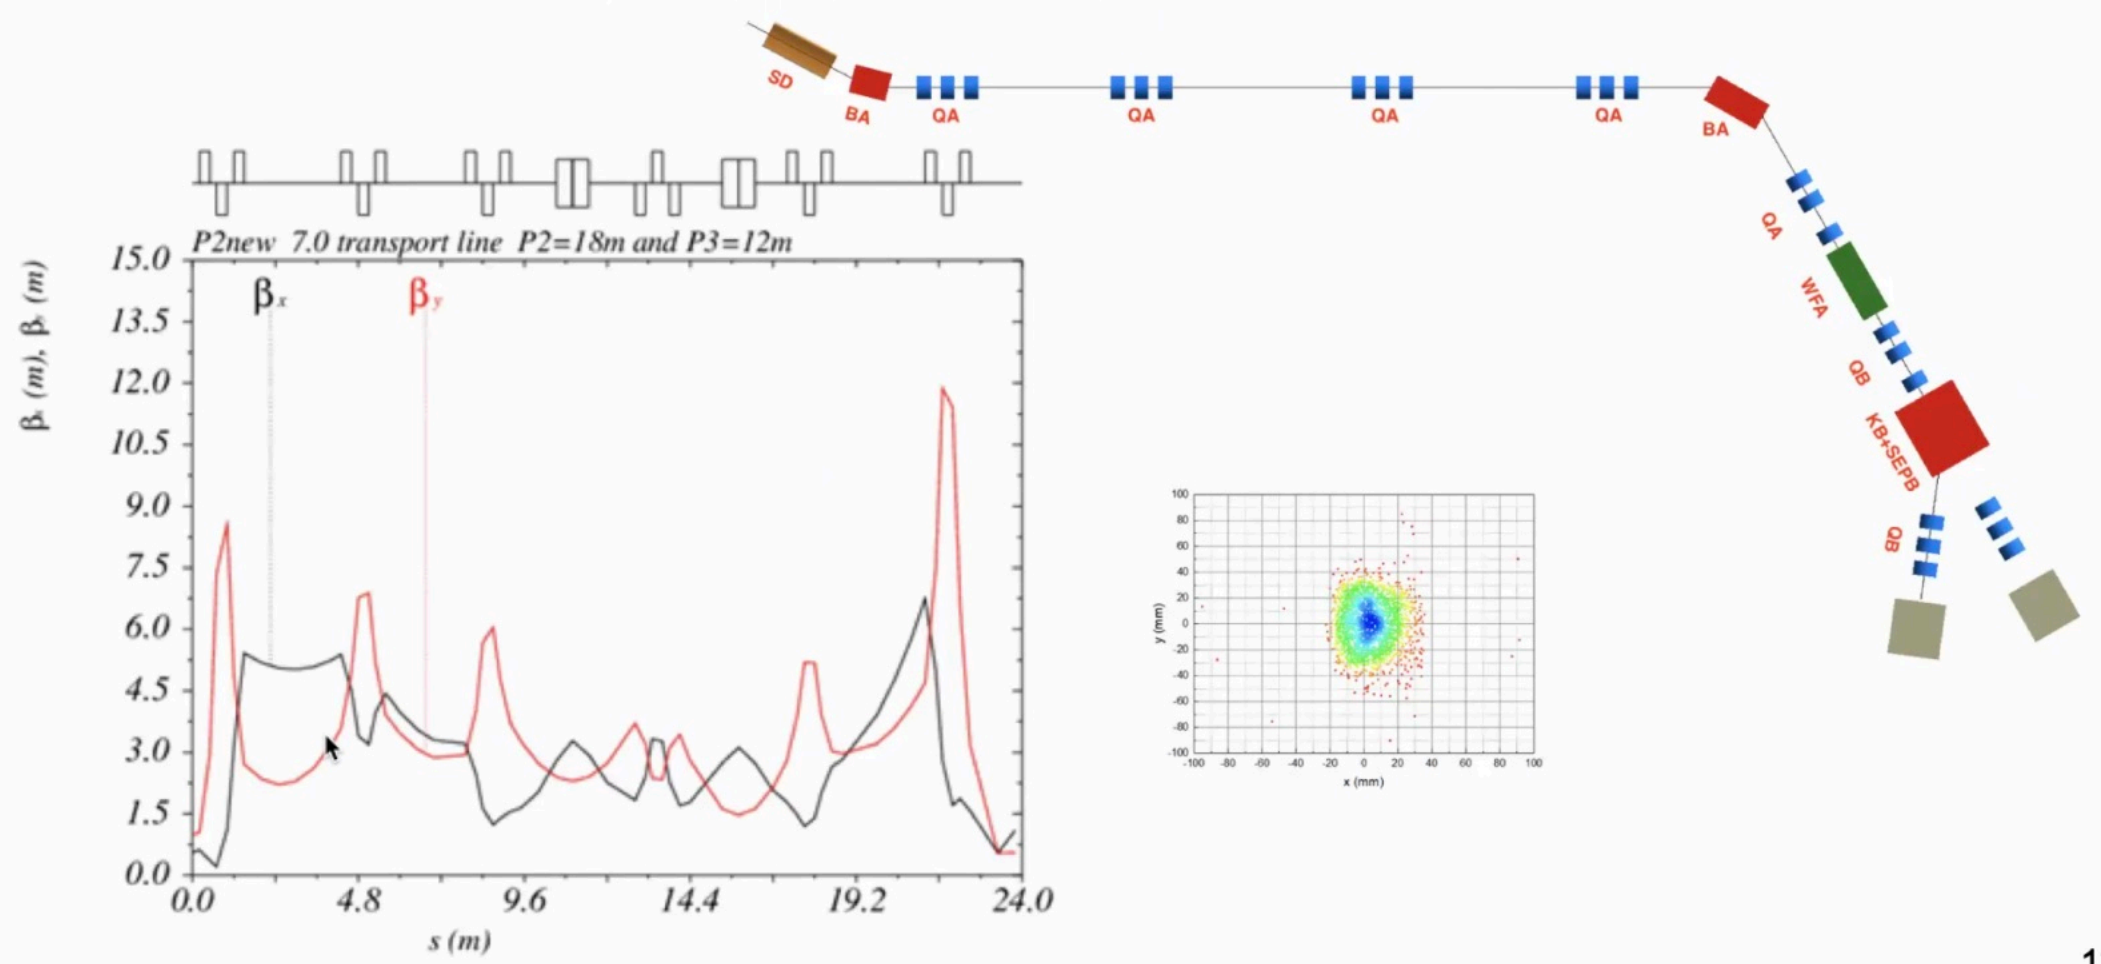 SD
BA
QA
QA
QA
QA
BA
QA
WFA
QB
KB+SEPB
QB
P2new 7.0 transport line P2=18m and P3=12m
βx (m), βy (m)
βx
βy
15.0
13.5
12.0
10.5
9.0
7.5
6.0
4.5
3.0
1.5
0.0
0.0 4.8 9.6 14.4 19.2 24.0
s (m)
y (mm)
100
80
60
40
20
0
-20
-40
-60
-80
-100
-100 -80 -60 -40 -20 0 20 40 60 80 100
x (mm)
1